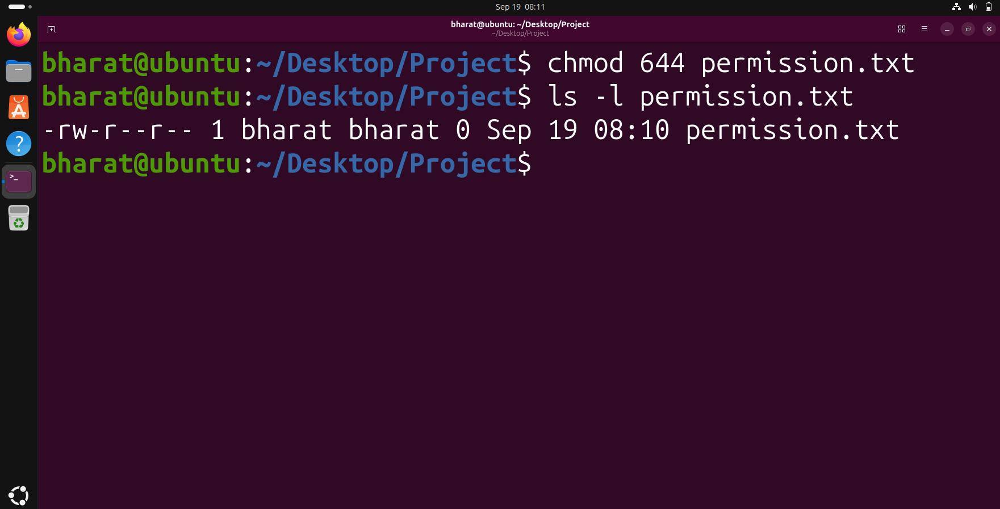 Sep 19 08:11
bharat@ubuntu: ~/Desktop/Project
~/Desktop/Project
bharat@ubuntu:~/Desktop/Project$ chmod 644 permission.txt
bharat@ubuntu:~/Desktop/Project$ ls -l permission.txt
-rw-r--r-- 1 bharat bharat 0 Sep 19 08:10 permission.txt
bharat@ubuntu:~/Desktop/Project$